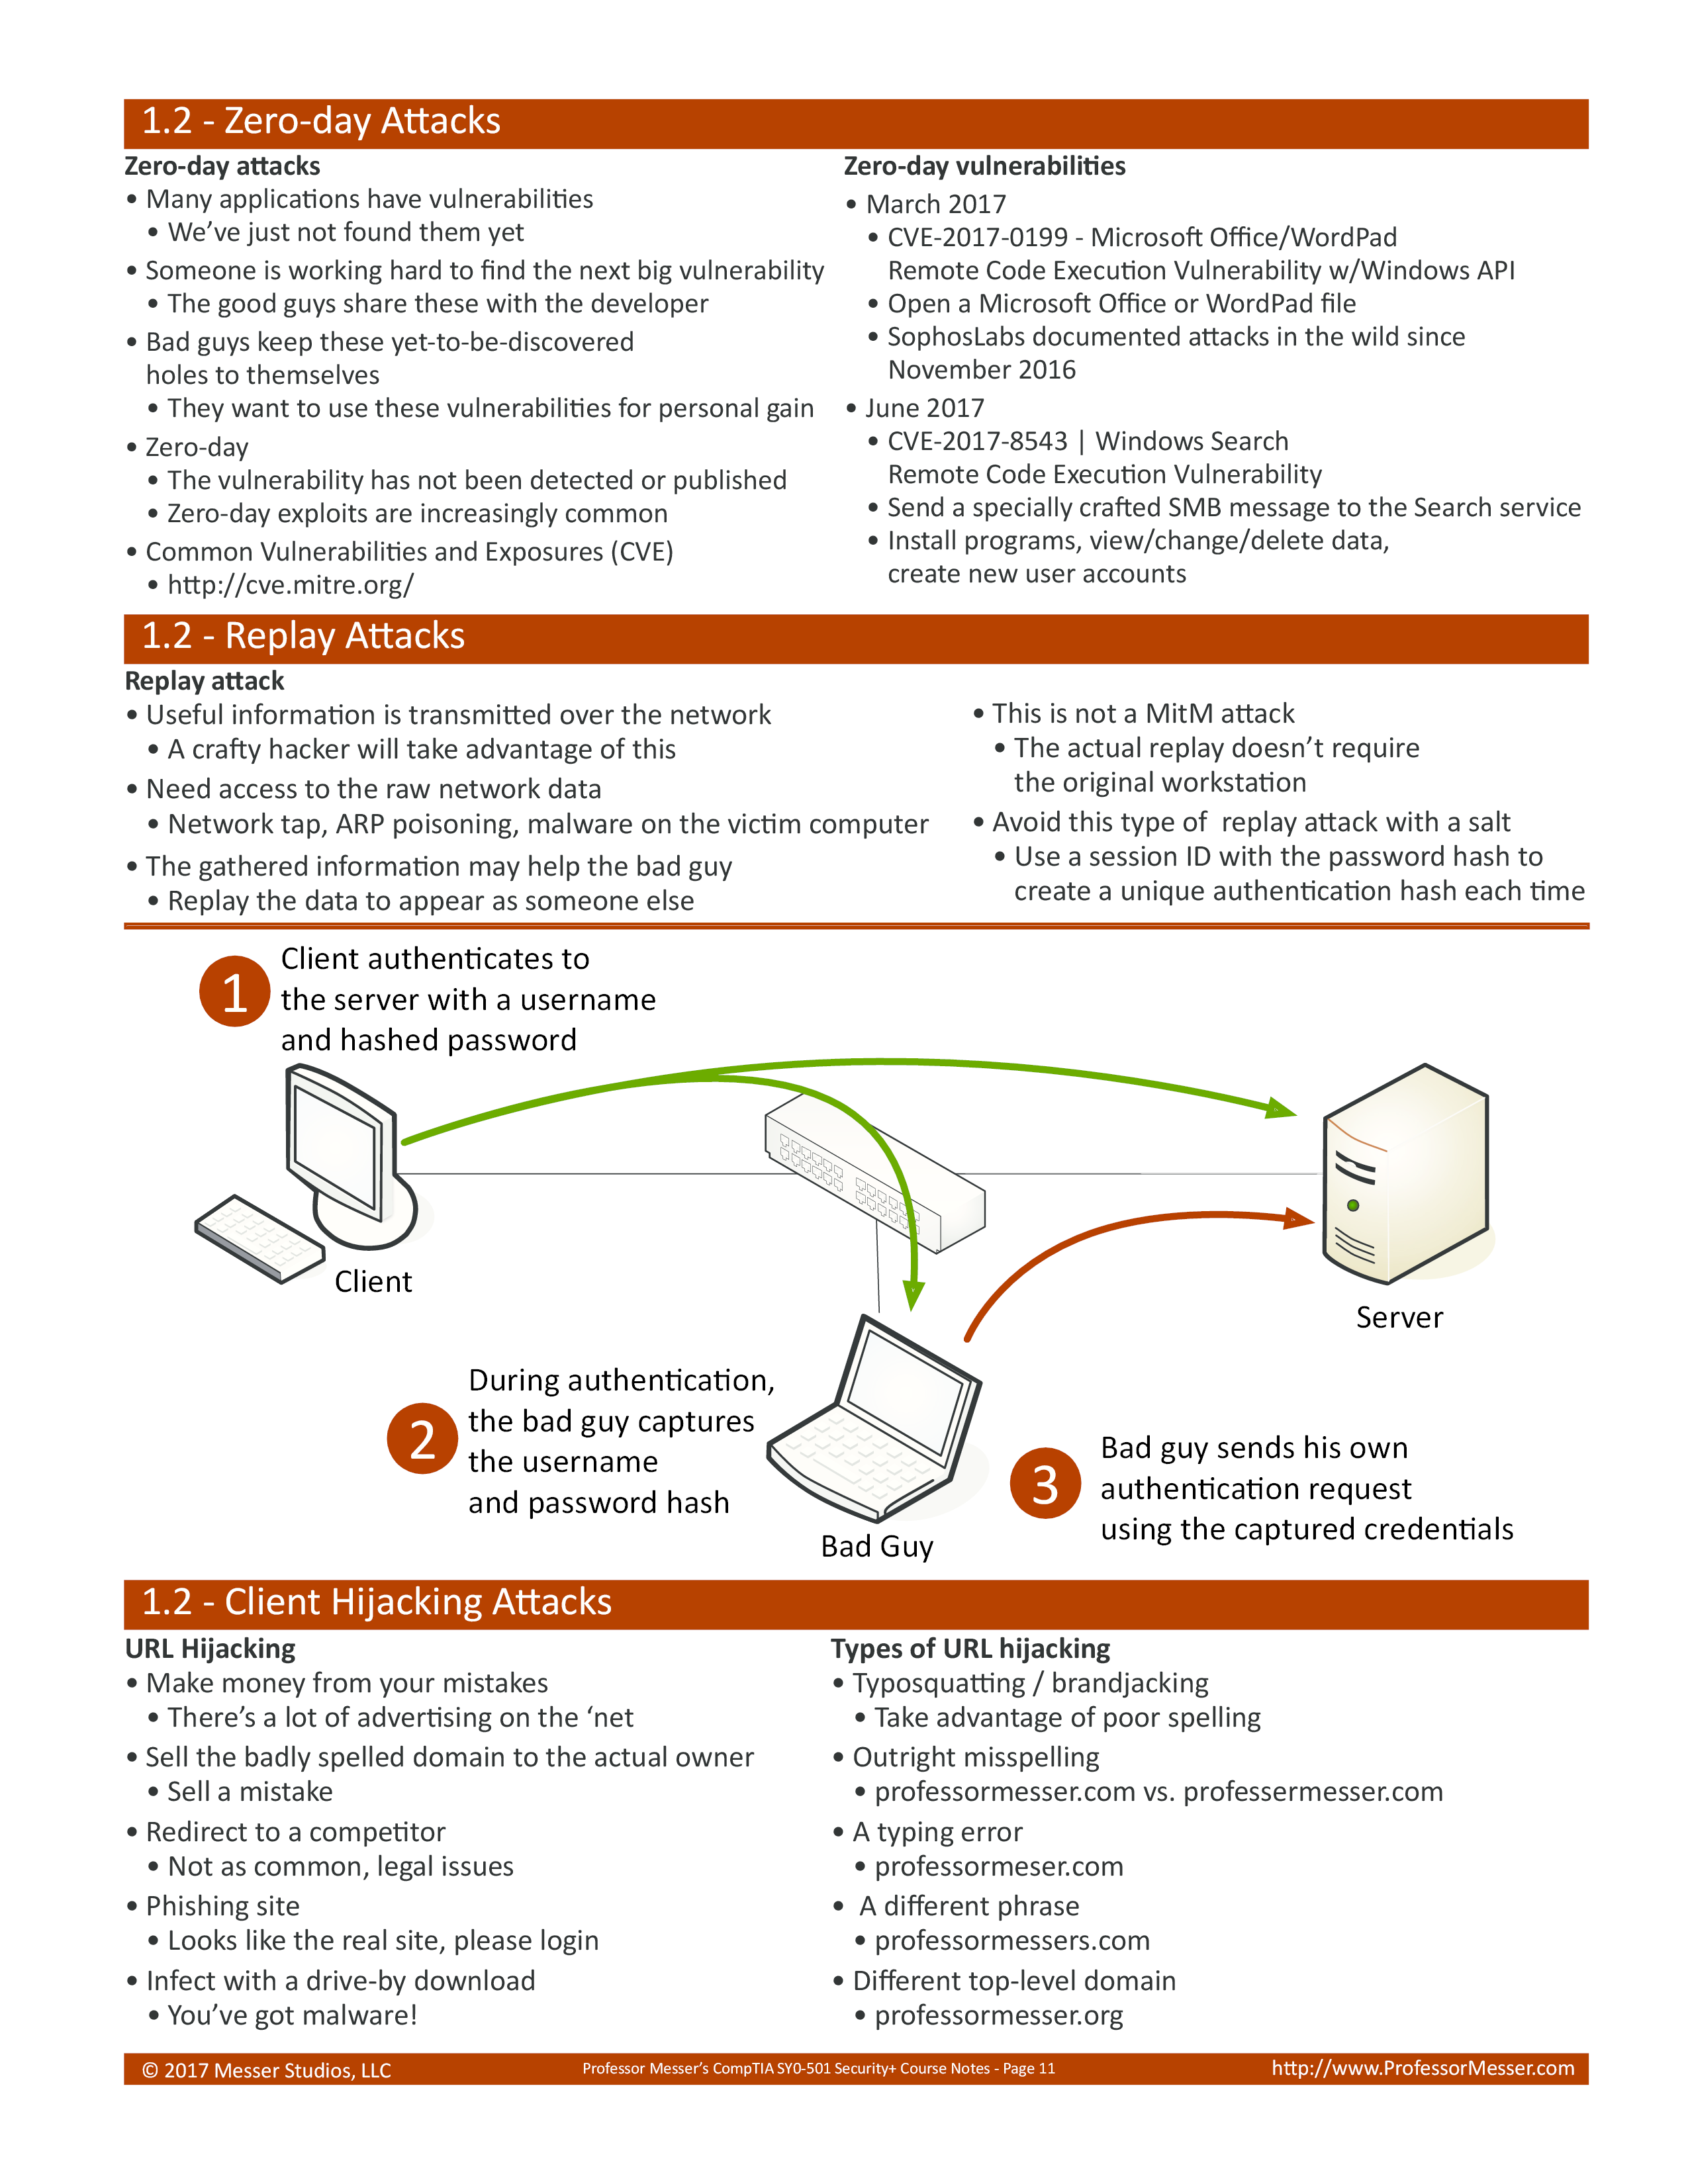 1.2 - Zero-day Attacks
Zero-day attacks
• Many applications have vulnerabilities
• We’ve just not found them yet
• Someone is working hard to find the next big vulnerability
• The good guys share these with the developer
• Bad guys keep these yet-to-be-discovered
holes to themselves
• They want to use these vulnerabilities for personal gain
• Zero-day
• The vulnerability has not been detected or published
• Zero-day exploits are increasingly common
• Common Vulnerabilities and Exposures (CVE)
• http://cve.mitre.org/
Zero-day vulnerabilities
• March 2017
• CVE-2017-0199 - Microsoft Office/WordPad
Remote Code Execution Vulnerability w/Windows API
• Open a Microsoft Office or WordPad file
• SophosLabs documented attacks in the wild since
November 2016
• June 2017
• CVE-2017-8543 | Windows Search
Remote Code Execution Vulnerability
• Send a specially crafted SMB message to the Search service
• Install programs, view/change/delete data,
create new user accounts
1.2 - Replay Attacks
Replay attack
• Useful information is transmitted over the network
• A crafty hacker will take advantage of this
• Need access to the raw network data
• Network tap, ARP poisoning, malware on the victim computer
• The gathered information may help the bad guy
• Replay the data to appear as someone else
• This is not a MitM attack
• The actual replay doesn’t require
the original workstation
• Avoid this type of replay attack with a salt
• Use a session ID with the password hash to
create a unique authentication hash each time
1
Client authenticates to
the server with a username
and hashed password
Client
Server
2
During authentication,
the bad guy captures
the username
and password hash
Bad Guy
3
Bad guy sends his own
authentication request
using the captured credentials
1.2 - Client Hijacking Attacks
URL Hijacking
• Make money from your mistakes
• There’s a lot of advertising on the ‘net
• Sell the badly spelled domain to the actual owner
• Sell a mistake
• Redirect to a competitor
• Not as common, legal issues
• Phishing site
• Looks like the real site, please login
• Infect with a drive-by download
• You’ve got malware!
Types of URL hijacking
• Typosquatting / brandjacking
• Take advantage of poor spelling
• Outright misspelling
• professormesser.com vs. professermesser.com
• A typing error
• professormeser.com
• A different phrase
• professormessers.com
• Different top-level domain
• professormesser.org
© 2017 Messer Studios, LLC
Professor Messer’s CompTIA SY0-501 Security+ Course Notes - Page 11
http://www.ProfessorMesser.com